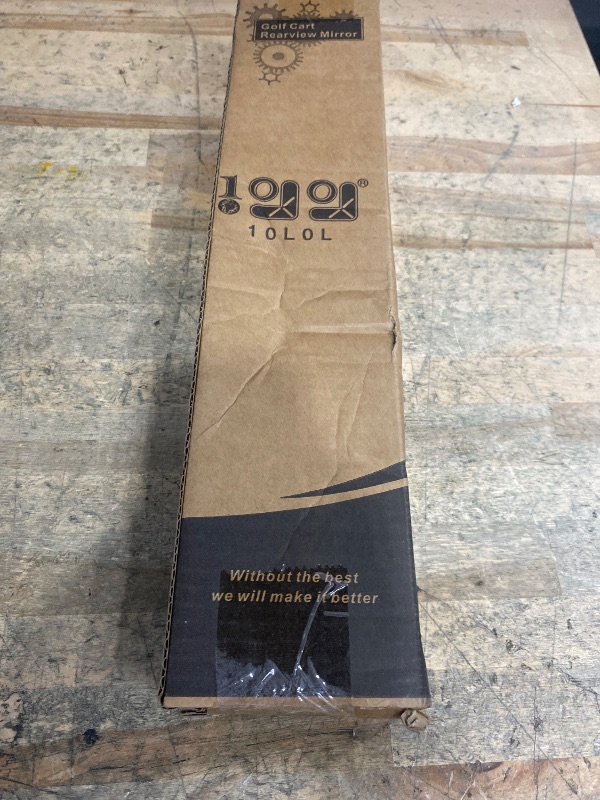 Golf Cart
Rearview Mirror
®
10L0L
Without the best
we will make it better